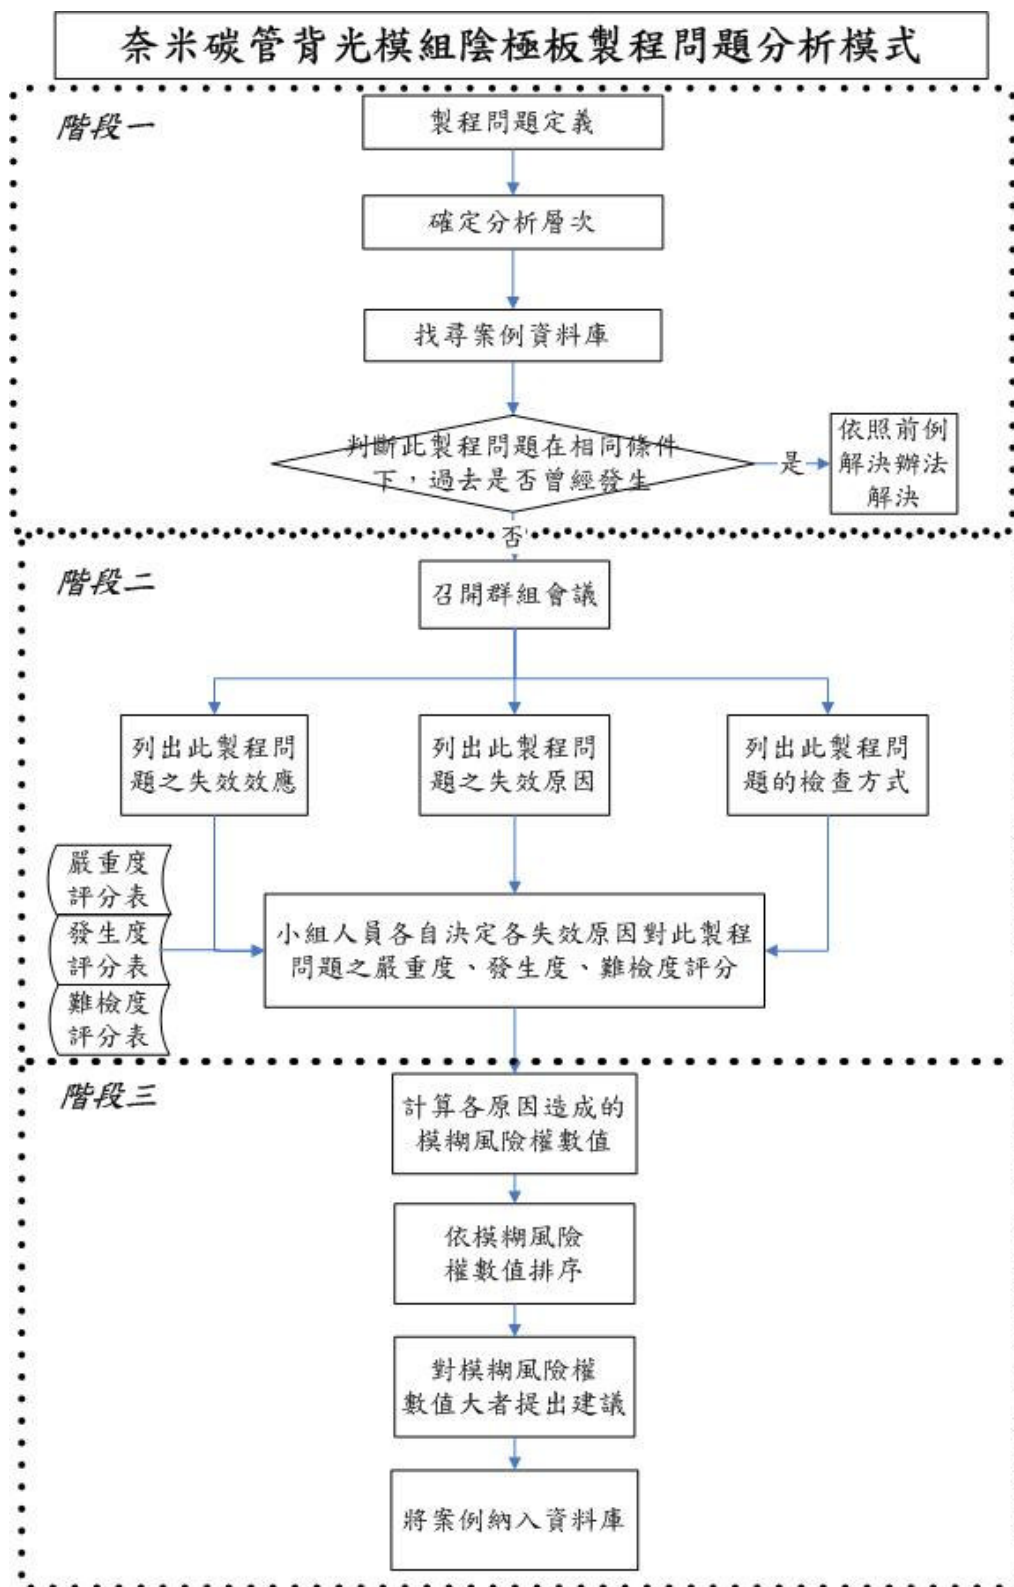 奈米碳管背光模組陰極板製程問題分析模式
階段一
製程問題定義
確定分析層次
找尋案例資料庫
判斷此製程問題在相同條件
下，過去是否曾經發生
是
依照前例
解決辦法
解決
否
階段二
召開群組會議
列出此製程問
題之失效效應
列出此製程問
題之失效原因
列出此製程問
題的檢查方式
嚴重度
評分表
發生度
評分表
難檢度
評分表
小組人員各自決定各失效原因對此製程
問題之嚴重度、發生度、難檢度評分
階段三
計算各原因造成的
模糊風險權數值
依模糊風險
權數值排序
對模糊風險權
數值大者提出建議
將案例納入資料庫